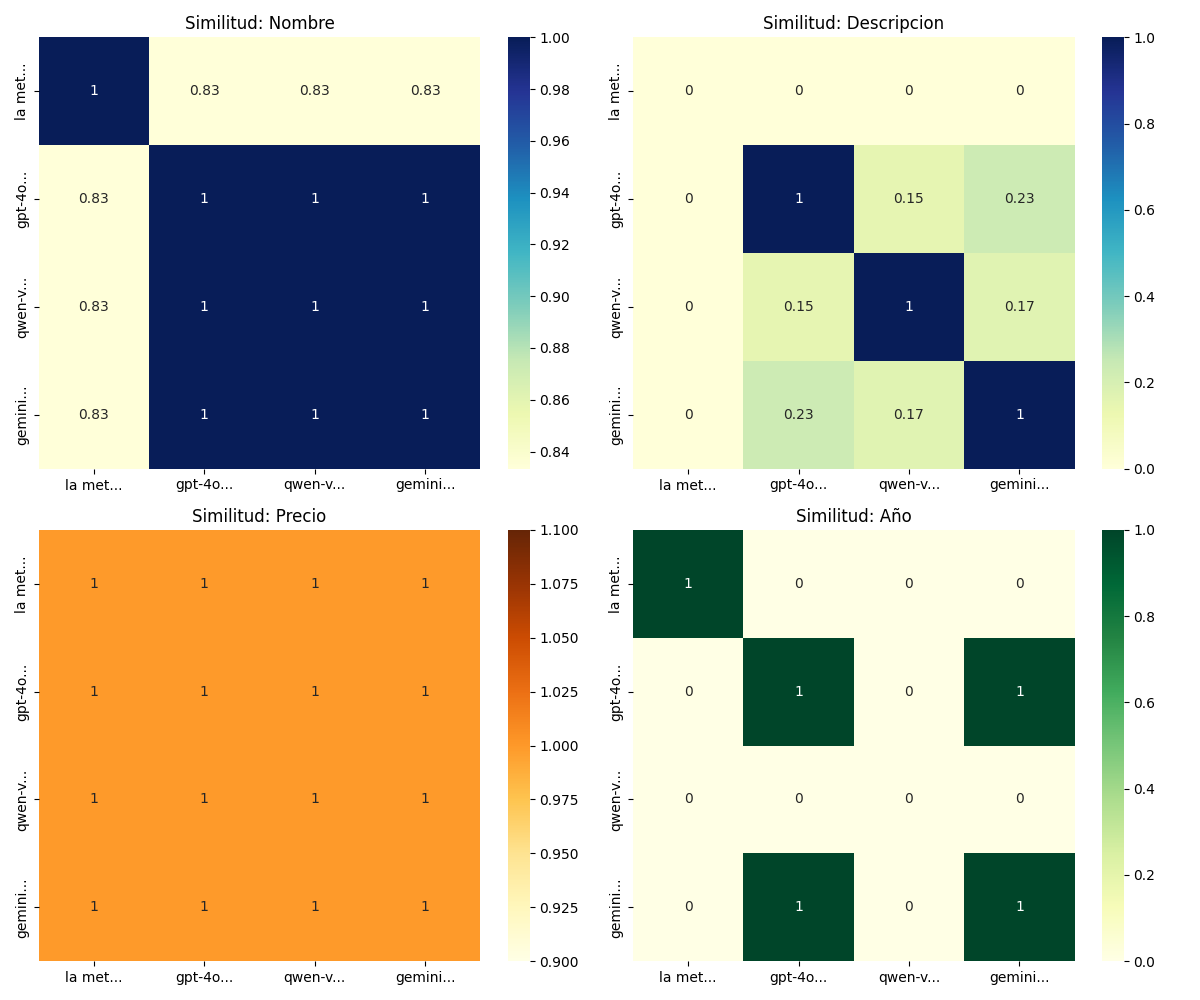 Similitud: Nombre
la met...
gpt-4o...
qwen-v...
gemini...
1 0.83 0.83 0.83
0.83 1 1 1
0.83 1 1 1
0.83 1 1 1
la met... gpt-4o... qwen-v... gemini...
1.00
0.98
0.96
0.94
0.92
0.90
0.88
0.86
0.84
Similitud: Descripcion
la met...
gpt-4o...
qwen-v...
gemini...
0 0 0 0
0 1 0.15 0.23
0 0.15 1 0.17
0 0.23 0.17 1
la met... gpt-4o... qwen-v... gemini...
1.0
0.8
0.6
0.4
0.2
0.0
Similitud: Precio
la met...
gpt-4o...
qwen-v...
gemini...
1 1 1 1
1 1 1 1
1 1 1 1
1 1 1 1
la met... gpt-4o... qwen-v... gemini...
1.100
1.075
1.050
1.025
1.000
0.975
0.950
0.925
0.900
Similitud: Año
la met...
gpt-4o...
qwen-v...
gemini...
1 0 0 0
0 1 0 1
0 0 0 0
0 1 0 1
la met... gpt-4o... qwen-v... gemini...
1.0
0.8
0.6
0.4
0.2
0.0